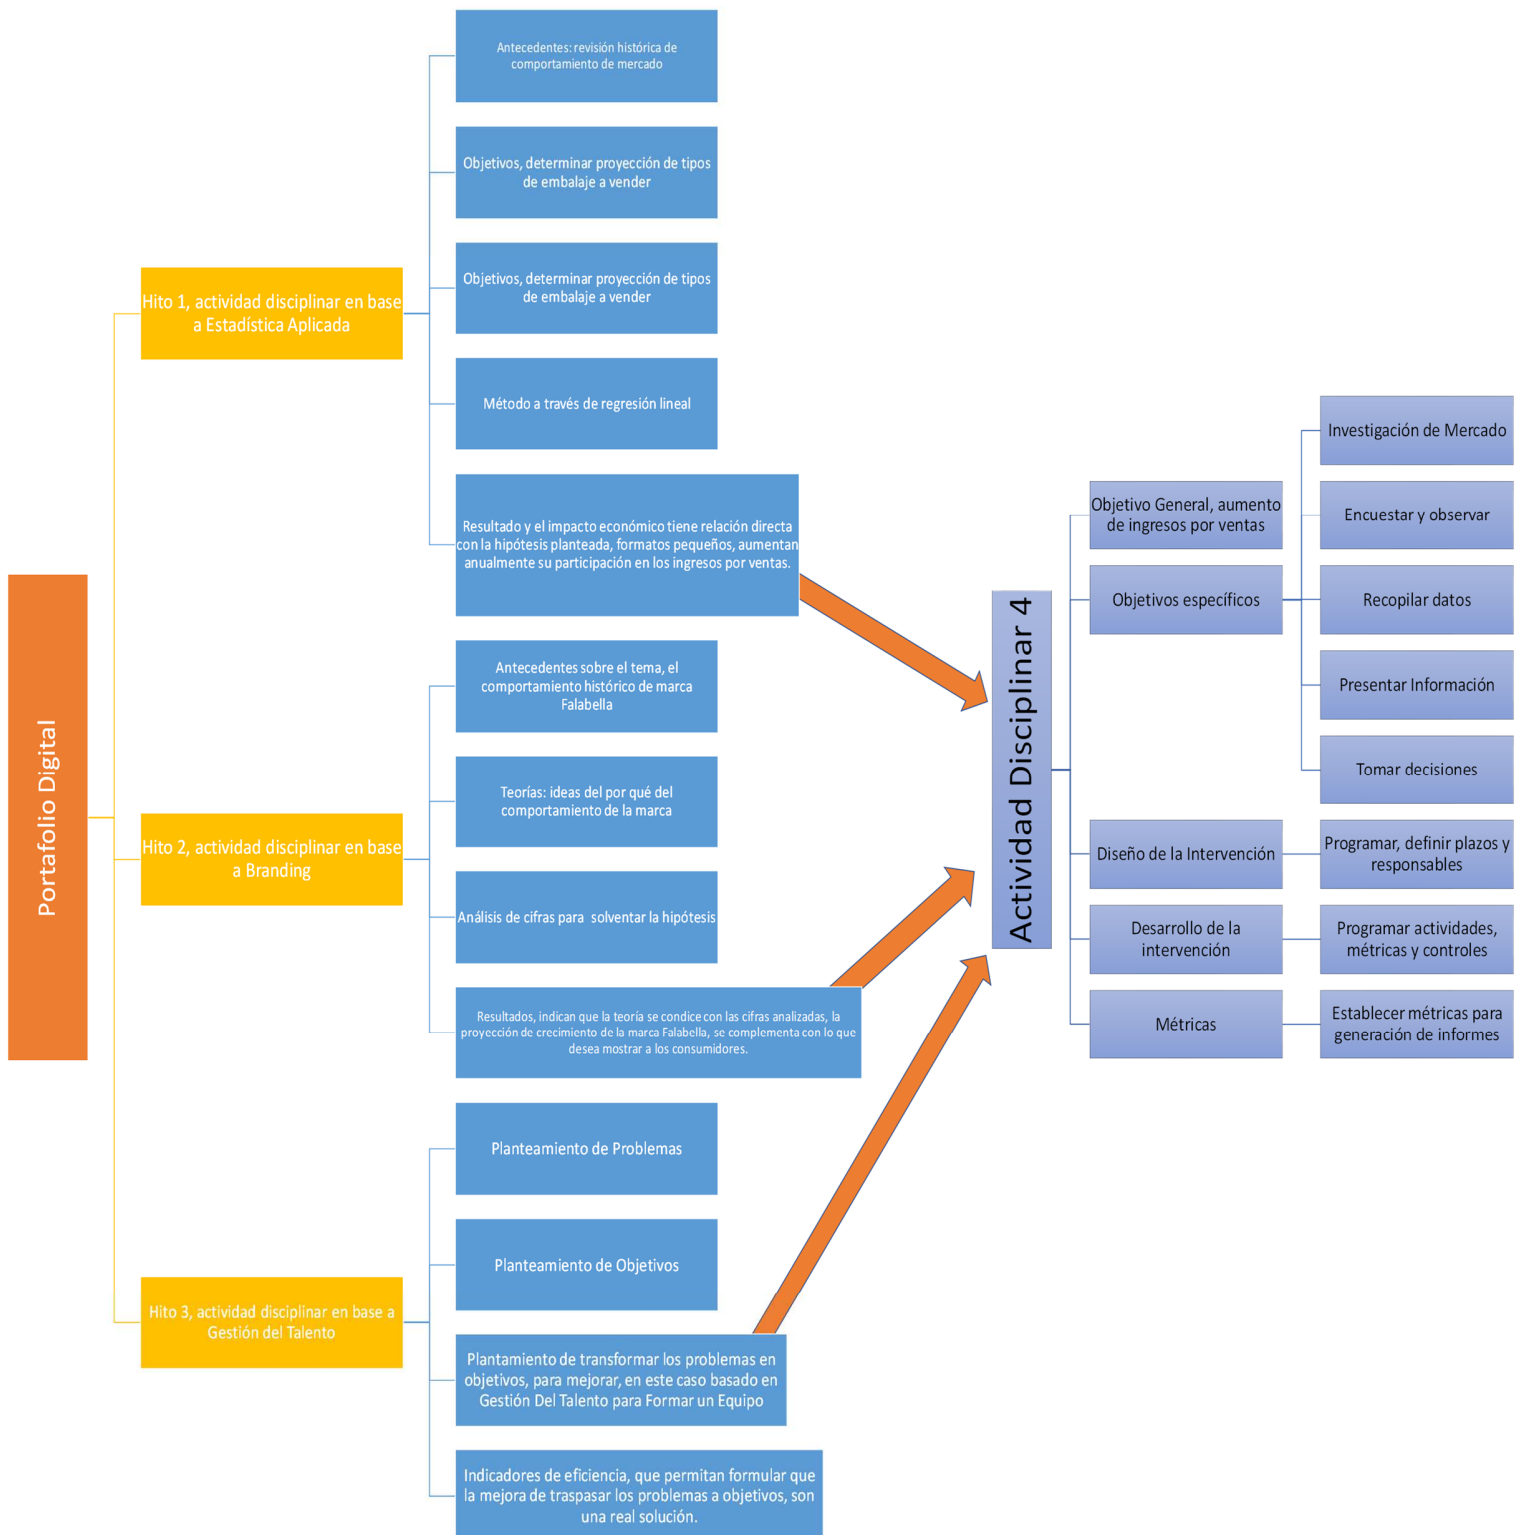 Portafolio Digital
Hito 1, actividad disciplinar en base
a Estadística Aplicada
Antecedentes: revisión histórica de
comportamiento de mercado
Objetivos, determinar proyección de tipos
de embalaje a vender
Objetivos, determinar proyección de tipos
de embalaje a vender
Método a través de regresión lineal
Resultado y el impacto económico tiene relación directa
con la hipótesis planteada, formatos pequeños, aumentan
anualmente su participación en los ingresos por ventas.
Hito 2, actividad disciplinar en base
a Branding
Antecedentes sobre el tema, el
comportamiento histórico de marca
Falabella
Teorías: ideas del por qué del
comportamiento de la marca
Análisis de cifras para solventar la hipótesis
Resultados, indican que la teoría se condice con las cifras analizadas, la
proyección de crecimiento de la marca Falabella, se complementa con lo que
desea mostrar a los consumidores.
Hito 3, actividad disciplinar en base a
Gestión del Talento
Planteamiento de Problemas
Planteamiento de Objetivos
Plantamiento de transformar los problemas en
objetivos, para mejorar, en este caso basado en
Gestión Del Talento para Formar un Equipo
Indicadores de eficiencia, que permitan formular que
la mejora de traspasar los problemas a objetivos, son
una real solución.
Actividad Disciplinar 4
Objetivo General, aumento
de ingresos por ventas
Objetivos específicos
Investigación de Mercado
Encuestar y observar
Recopilar datos
Presentar Información
Tomar decisiones
Diseño de la Intervención
Programar, definir plazos y
responsables
Desarrollo de la
intervención
Programar actividades,
métricas y controles
Métricas
Establecer métricas para
generación de informes